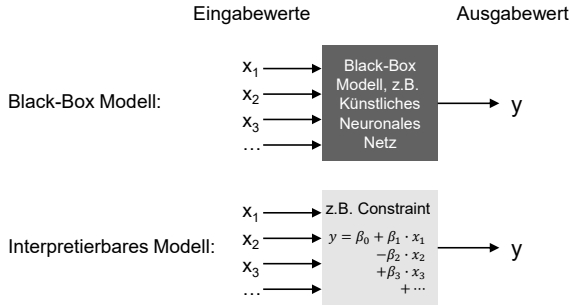 Eingabewerte Ausgabewert
Black-Box Modell:
x1
x2
x3
…
Black-Box
Modell, z.B.
Künstliches
Neuronales
Netz
y
Interpretierbares Modell:
x1
x2
x3
…
z.B. Constraint
y = β0 + β1 · x1
−β2 · x2
+β3 · x3
+ ⋯
y